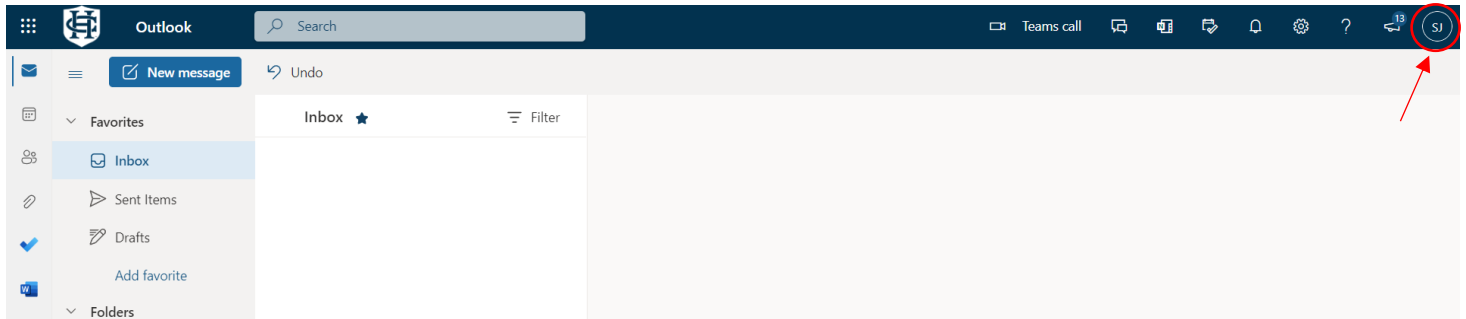 Outlook
Search
Teams call
?
13
SJ
New message
Undo
Favorites
Inbox
Filter
Inbox
Sent Items
Drafts
Add favorite
Folders